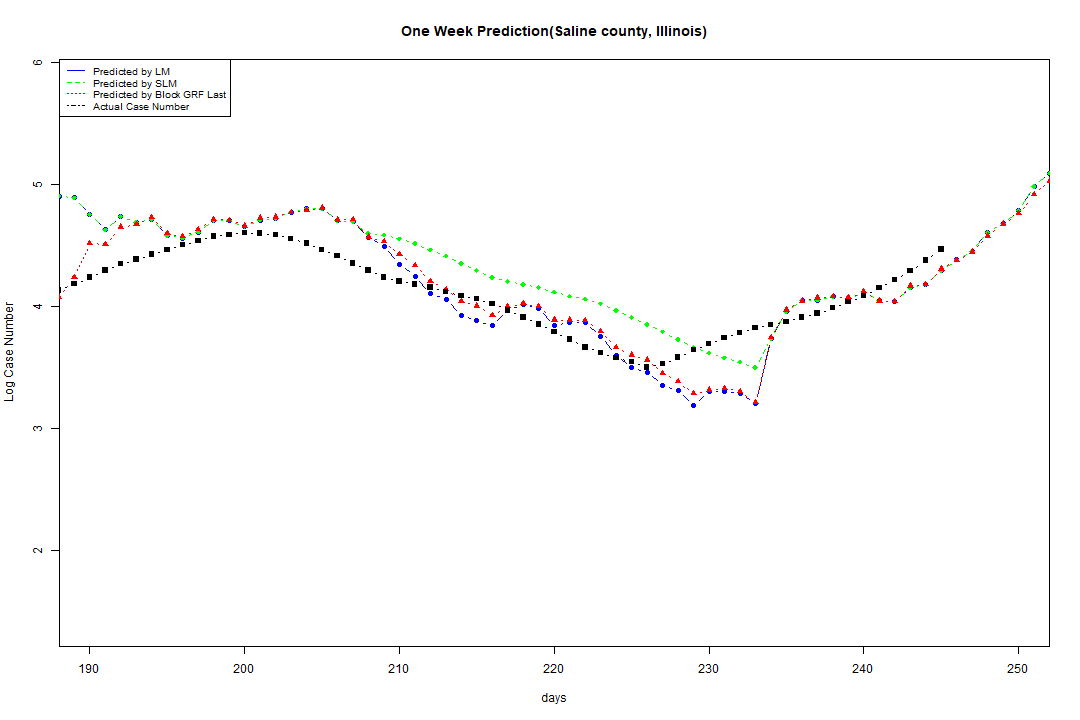 One Week Prediction(Saline county, Illinois)
Predicted by LM
Predicted by SLM
Predicted by Block GRF Last
Actual Case Number
6
5
4
3
2
Log Case Number
190 200 210 220 230 240 250
days